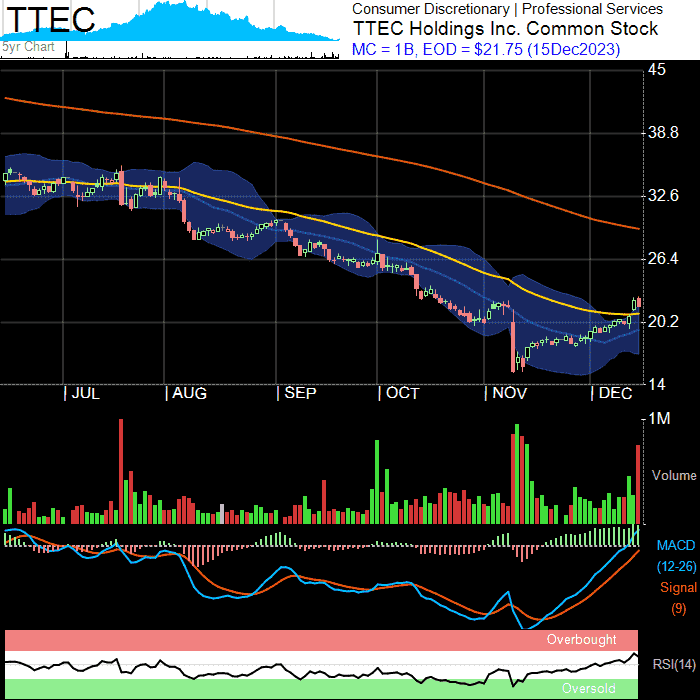 TTEC
5yr Chart
Consumer Discretionary | Professional Services
TTEC Holdings Inc. Common Stock
MC = 1B, EOD = $21.75 (15Dec2023)
45
38.8
32.6
26.4
20.2
14
| JUL | AUG | SEP | OCT | NOV | DEC
1M
Volume
MACD
(12-26)
Signal
(9)
Overbought
RSI(14)
Oversold